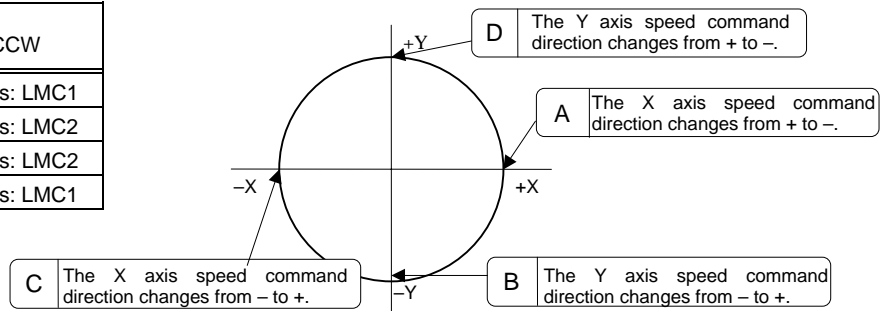 CCW
s: LMC1
s: LMC2
s: LMC2
s: LMC1
+Y
D
The Y axis speed command
direction changes from + to –.
A
The X axis speed command
direction changes from + to –.
–X
+X
C
The X axis speed command
direction changes from – to +.
–Y
B
The Y axis speed command
direction changes from – to +.